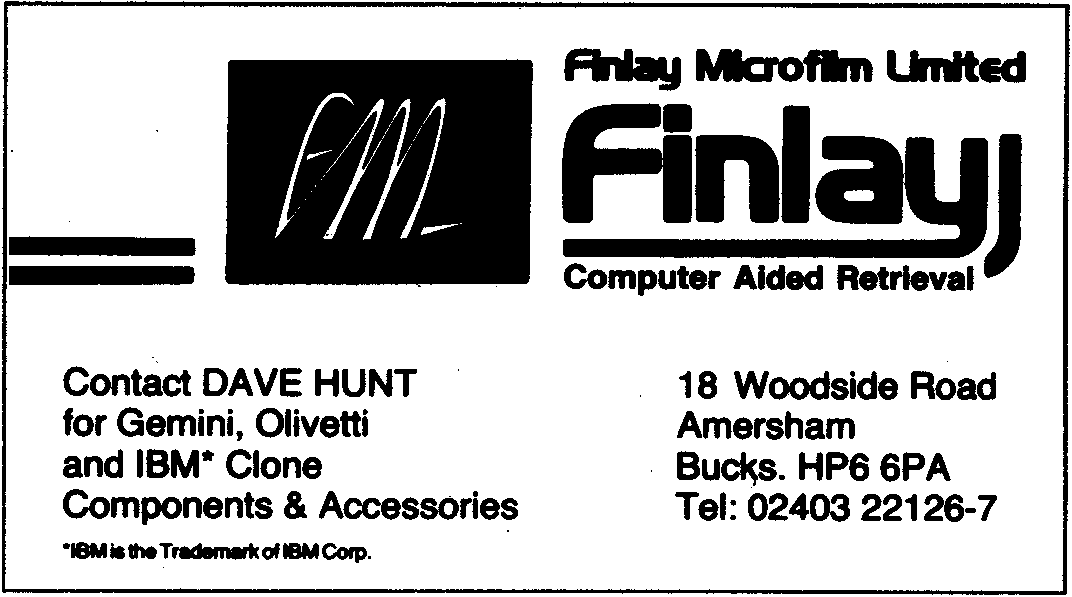 Finlay Microfilm Limited
FM
Finlay
Computer Aided Retrieval
Contact DAVE HUNT
for Gemini, Olivetti
and IBM* Clone
Components & Accessories
*IBM is the Trademark of IBM Corp.
18 Woodside Road
Amersham
Bucks. HP6 6PA
Tel: 02403 22126-7